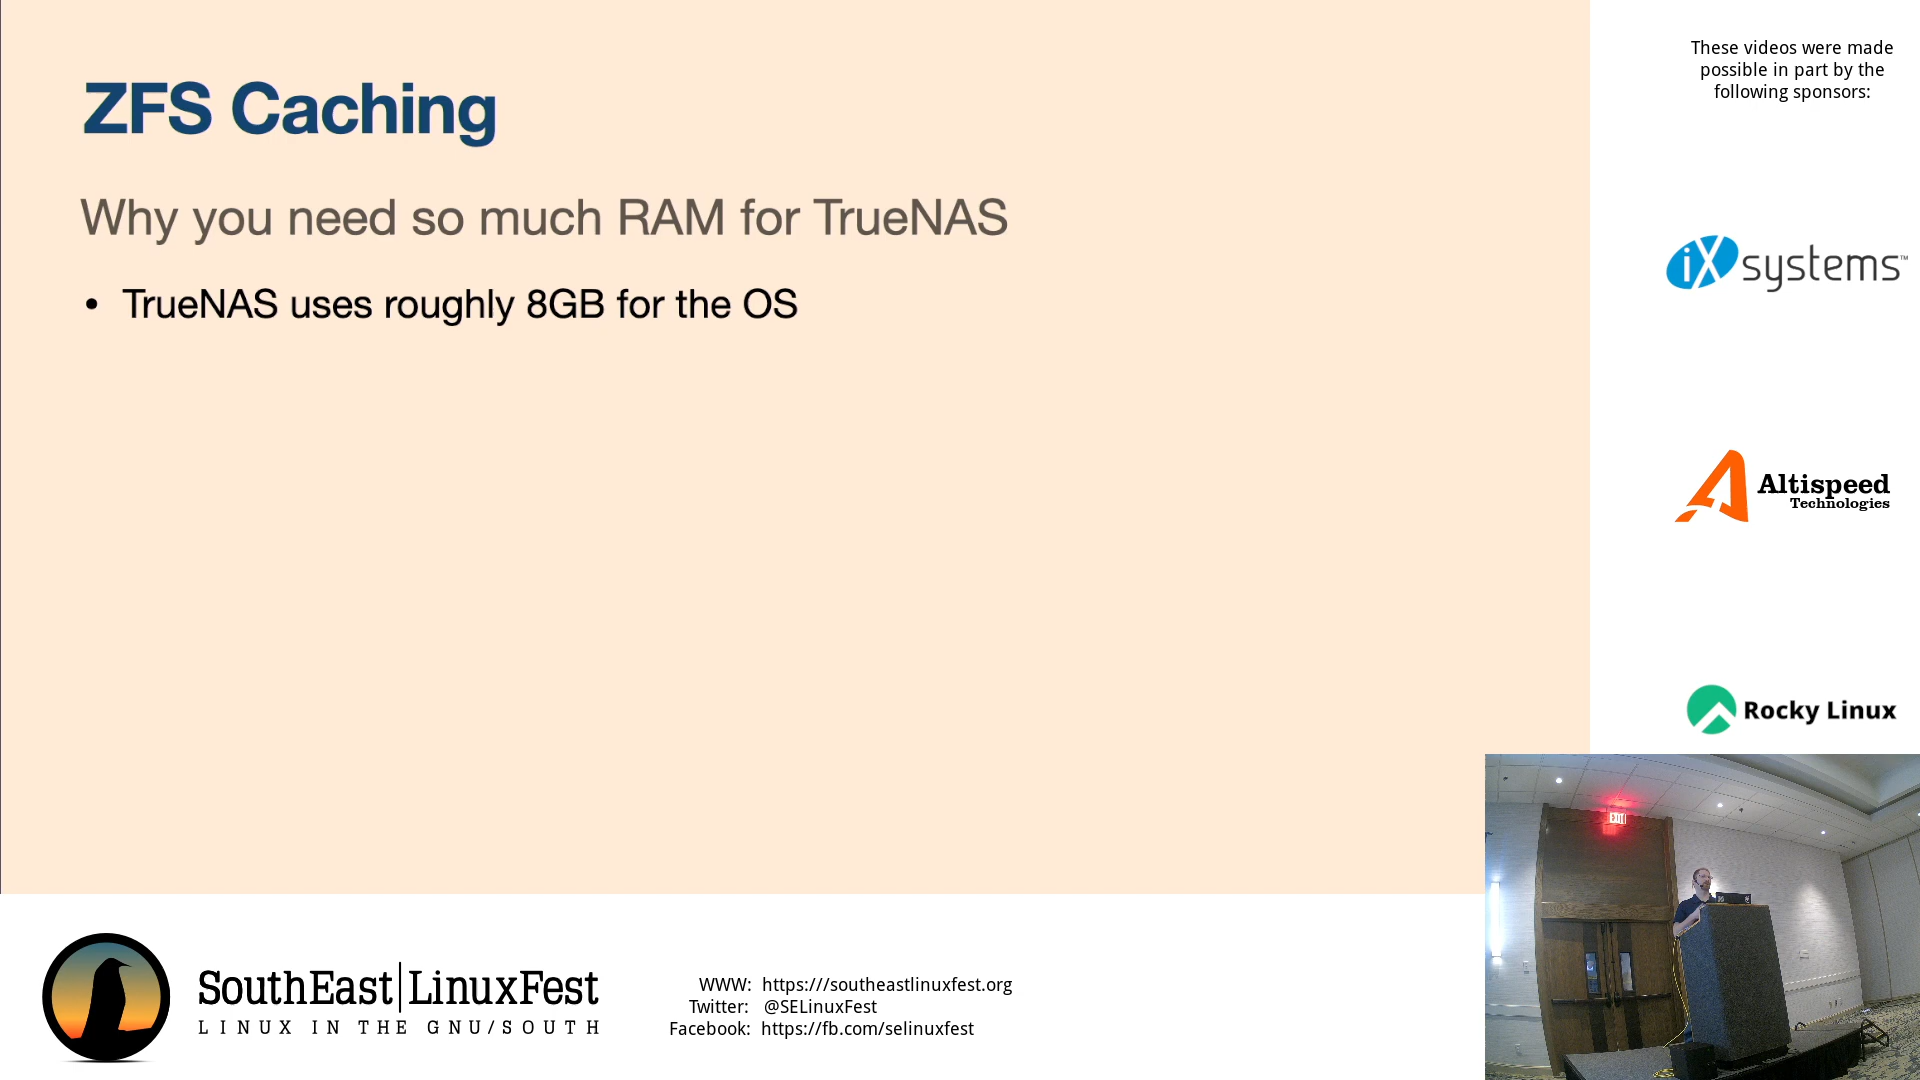 ZFS Caching
Why you need so much RAM for TrueNAS
• TrueNAS uses roughly 8GB for the OS
These videos were made
possible in part by the
following sponsors:
iXsystems™
Altispeed
Technologies
Rocky Linux
EXIT
SouthEast LinuxFest
LINUX IN THE GNU/SOUTH
WWW: https:///southeastlinuxfest.org
Twitter: @SELinuxFest
Facebook: https://fb.com/selinuxfest